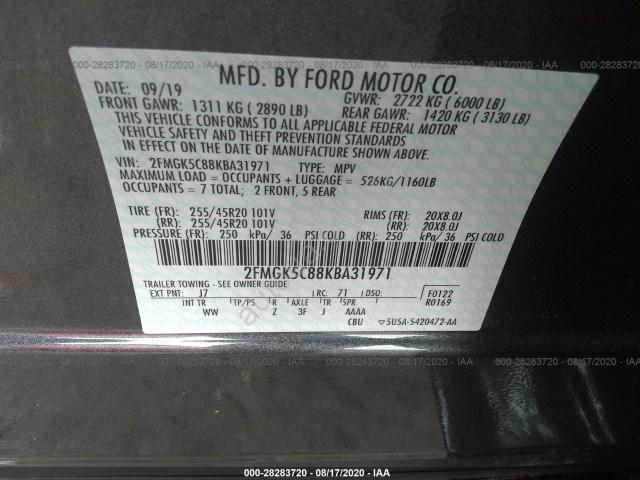 000-28283720 - 08/17/2020 - IAA 000-28283720 - 08/17/2020 - IAA 000-28283720 - 08/17/2020 - IAA
MFD. BY FORD MOTOR CO.
DATE: 09/19 GVWR: 2722 KG ( 6000 LB)
FRONT GAWR: 1311 KG ( 2890 LB) REAR GAWR: 1420 KG ( 3130 LB)
THIS VEHICLE CONFORMS TO ALL APPLICABLE FEDERAL MOTOR
VEHICLE SAFETY AND THEFT PREVENTION STANDARDS
IN EFFECT ON THE DATE OF MANUFACTURE SHOWN ABOVE.
VIN: 2FMGK5C88KBA31971 TYPE: MPV
MAXIMUM LOAD = OCCUPANTS + LUGGAGE = 526KG/1160LB
OCCUPANTS = 7 TOTAL; 2 FRONT, 5 REAR
TIRE (FR): 255/45R20 101V RIMS (FR): 20X8.0J
(RR): 255/45R20 101V (RR): 20X8.0J
PRESSURE (FR) 250 kPa/ 36 PSI COLD (RR) 250 kPa/ 36 PSI COLD
2FMGK5C88KBA31971
TRAILER TOWING - SEE OWNER GUIDE
EXT PNT: J7 RC: 71 DSO: F0122
R0169
INT TR TP/PS R AXLE TR SPR
WW Z 3F J AAAA
CBU 5U5A-5420472-AA
000-28283720 - 08/17/2020 - IAA